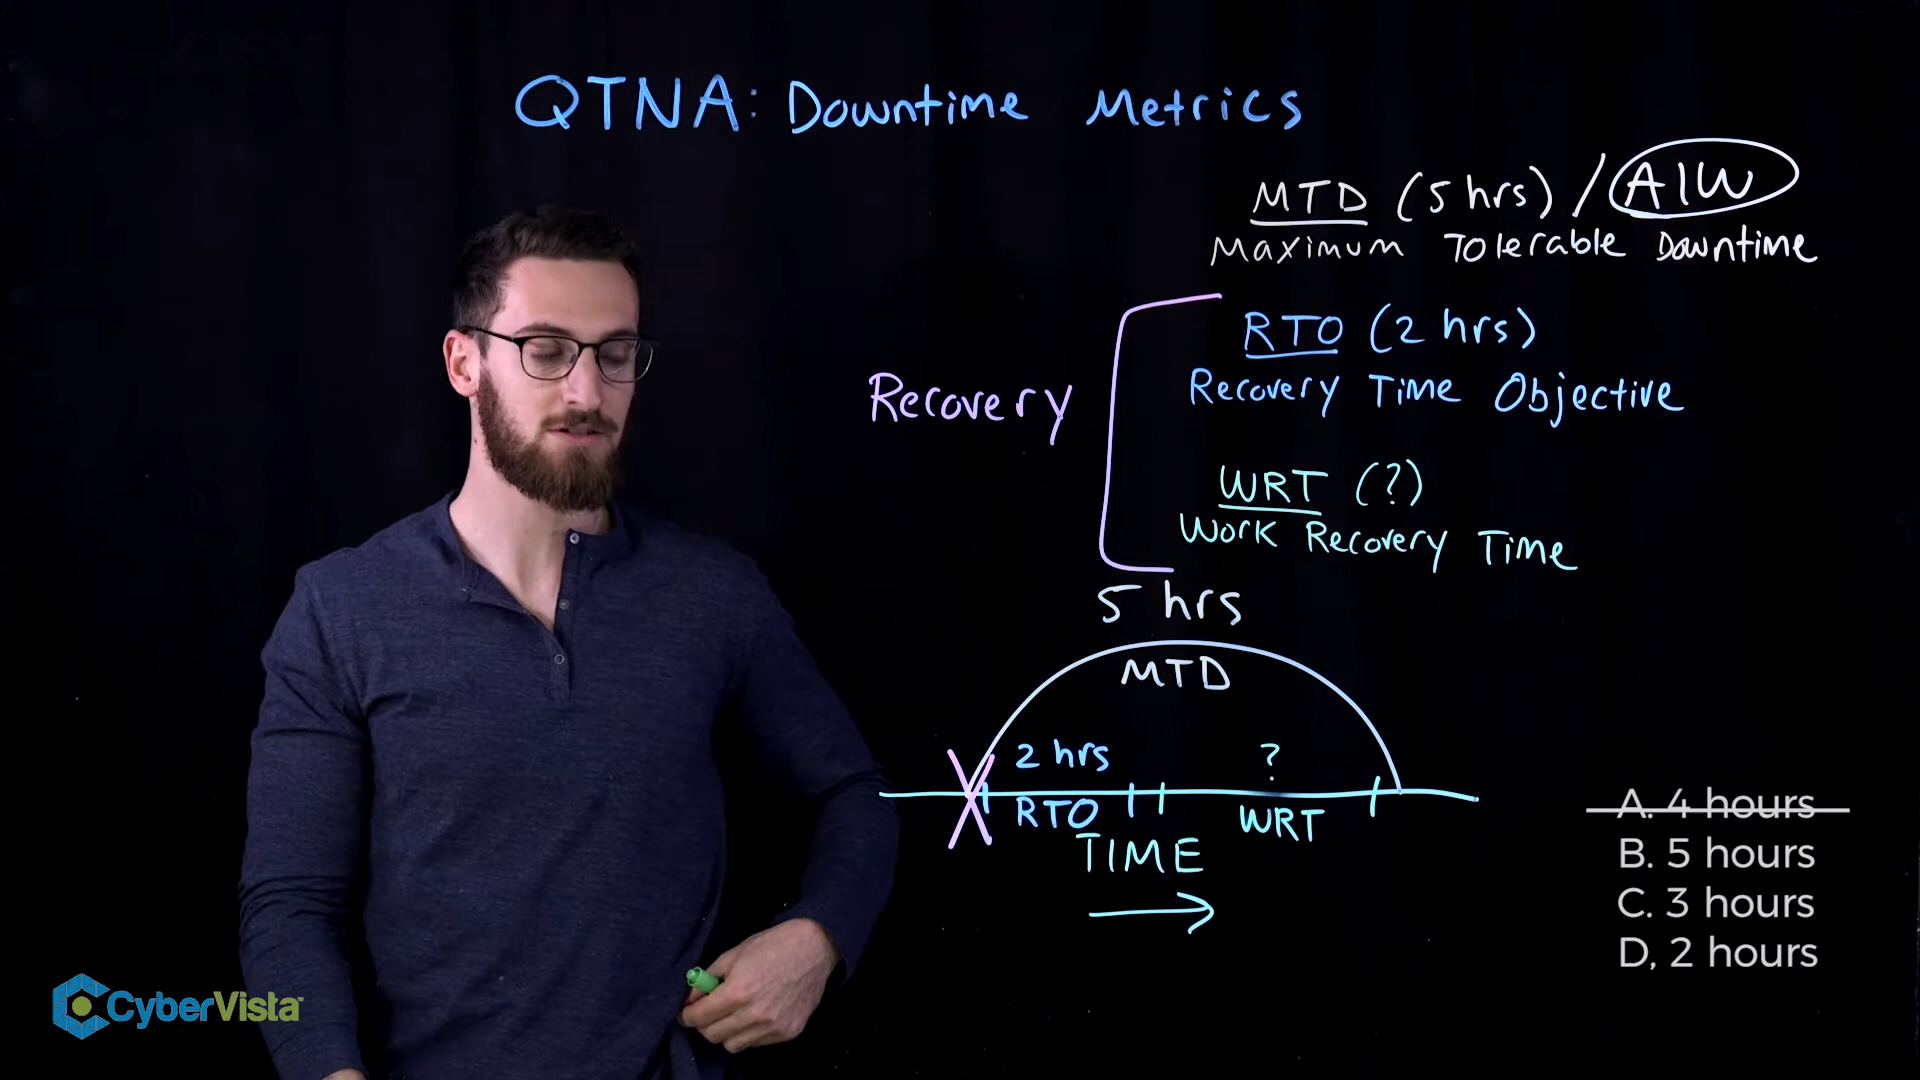 QTNA: Downtime Metrics
MTD (5 hrs) / AIW
Maximum Tolerable Downtime
RTO (2 hrs)
Recovery Time Objective
Recovery
WRT (?)
Work Recovery Time
5 hrs
MTD
2 hrs
?
RTO
WRT
TIME
A. 4 hours
B. 5 hours
C. 3 hours
D, 2 hours
CyberVista